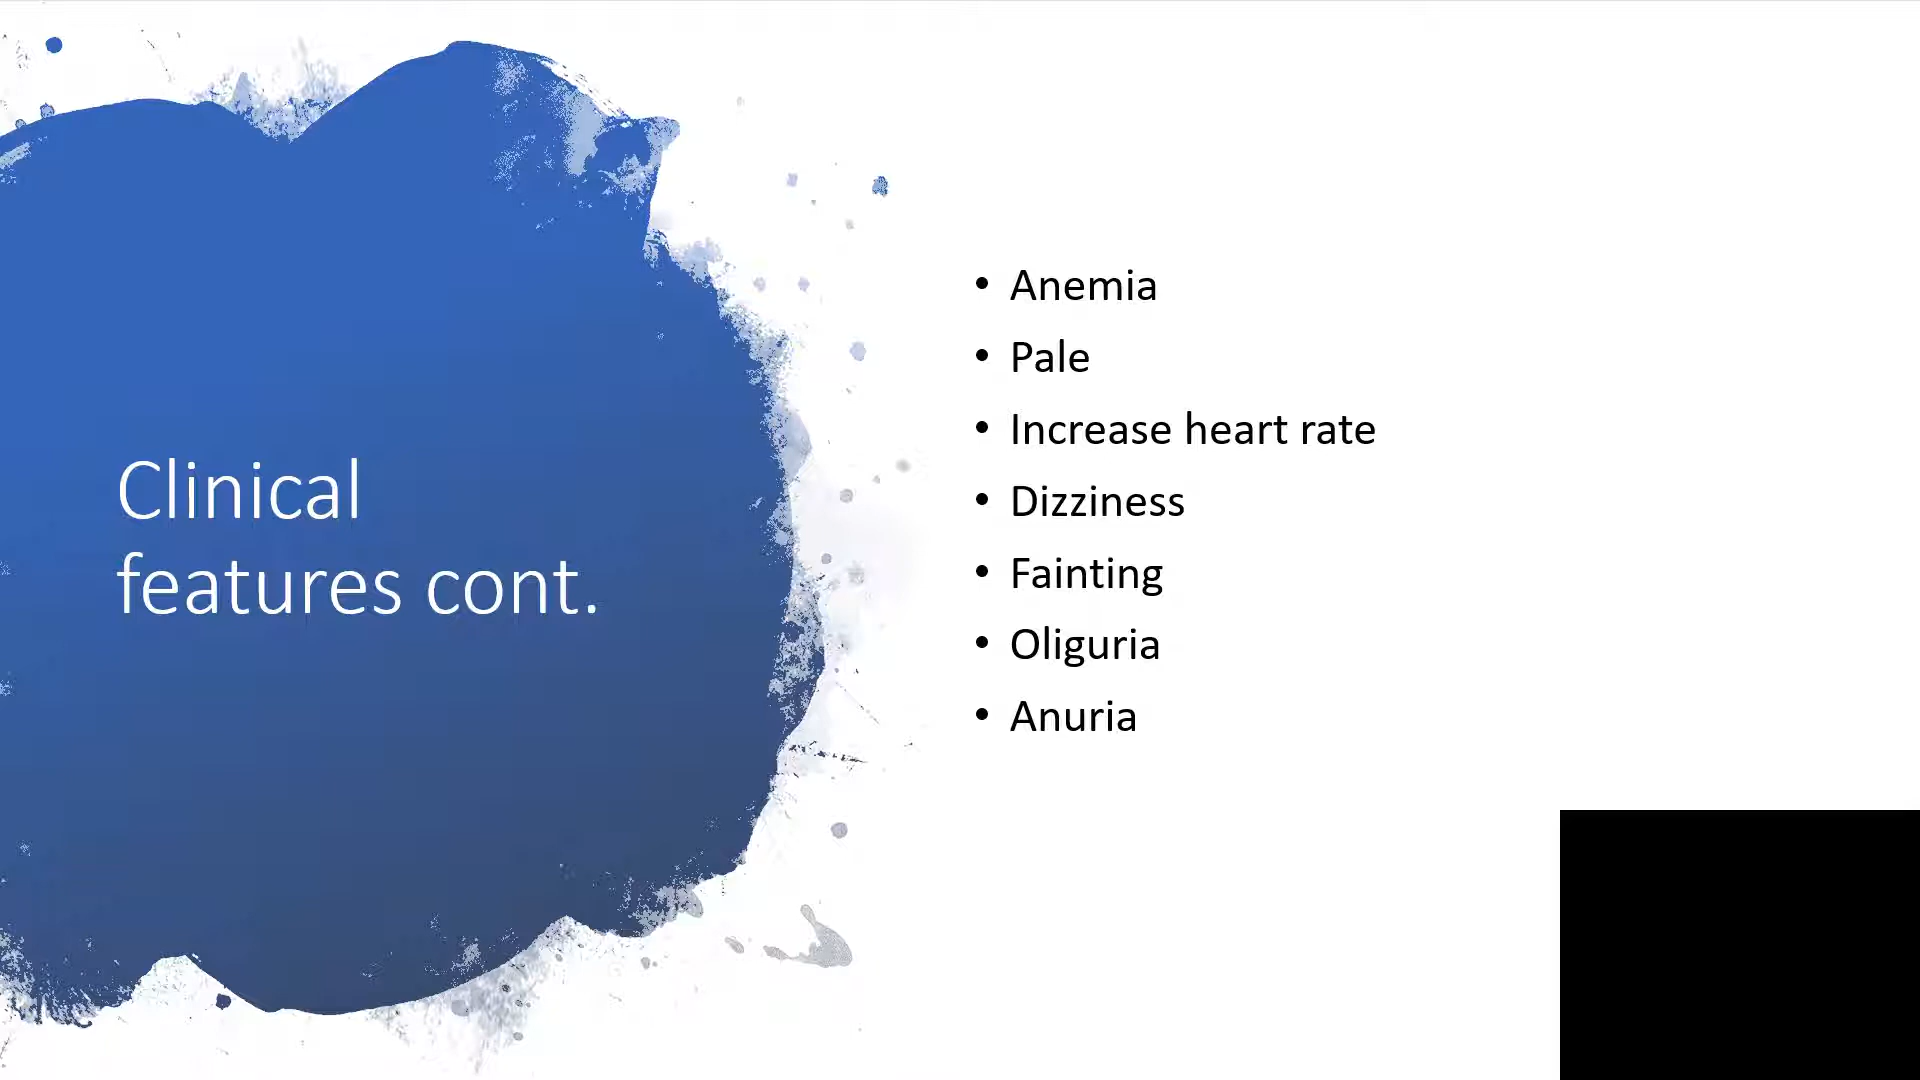 Clinical
features cont.
• Anemia
• Pale
• Increase heart rate
• Dizziness
• Fainting
• Oliguria
• Anuria